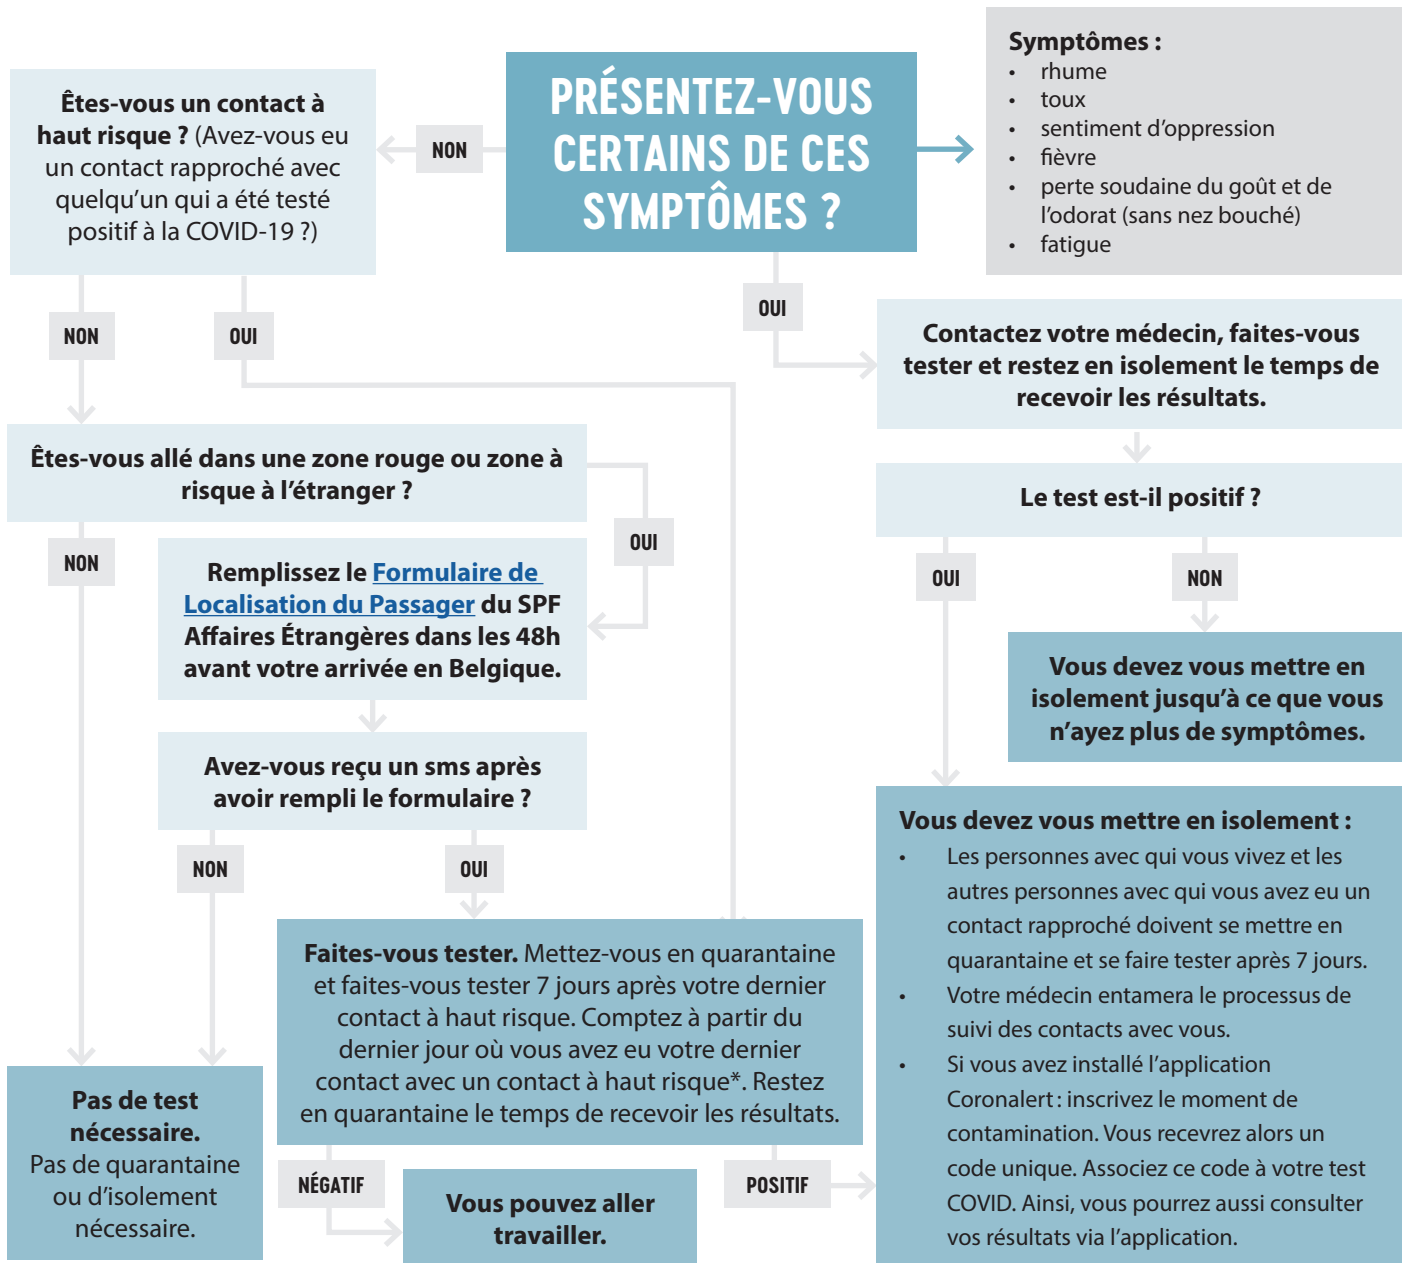 PRÉSENTEZ-VOUS
CERTAINS DE CES
SYMPTÔMES ?
Symptômes :
• rhume
• toux
• sentiment d'oppression
• fièvre
• perte soudaine du goût et de
l'odorat (sans nez bouché)
• fatigue
NON
Êtes-vous un contact à
haut risque ? (Avez-vous eu
un contact rapproché avec
quelqu'un qui a été testé
positif à la COVID-19 ?)
NON
OUI
OUI
Contactez votre médecin, faites-vous
tester et restez en isolement le temps de
recevoir les résultats.
Êtes-vous allé dans une zone rouge ou zone à
risque à l'étranger ?
Le test est-il positif ?
NON
OUI
OUI
NON
Remplissez le Formulaire de
Localisation du Passager du SPF
Affaires Étrangères dans les 48h
avant votre arrivée en Belgique.
Vous devez vous mettre en
isolement jusqu'à ce que vous
n'ayez plus de symptômes.
Avez-vous reçu un sms après
avoir rempli le formulaire ?
NON
OUI
Vous devez vous mettre en isolement :
• Les personnes avec qui vous vivez et les
autres personnes avec qui vous avez eu un
contact rapproché doivent se mettre en
quarantaine et se faire tester après 7 jours.
• Votre médecin entamera le processus de
suivi des contacts avec vous.
• Si vous avez installé l'application
Coronalert : inscrivez le moment de
contamination. Vous recevrez alors un
code unique. Associez ce code à votre test
COVID. Ainsi, vous pourrez aussi consulter
vos résultats via l'application.
Faites-vous tester. Mettez-vous en quarantaine
et faites-vous tester 7 jours après votre dernier
contact à haut risque. Comptez à partir du
dernier jour où vous avez eu votre dernier
contact avec un contact à haut risque*. Restez
en quarantaine le temps de recevoir les résultats.
Pas de test
nécessaire.
Pas de quarantaine
ou d'isolement
nécessaire.
NÉGATIF
POSITIF
Vous pouvez aller
travailler.